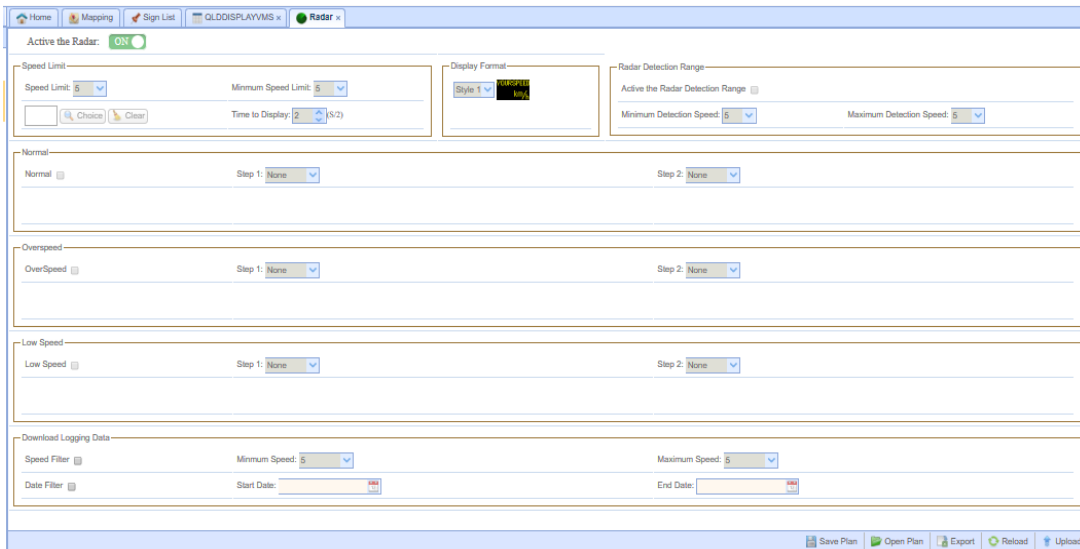 Home Mapping Sign List QLDDISPLAYVMS x Radar x
Active the Radar: ON
Speed Limit Display Format Radar Detection Range
Speed Limit: 5 Minmum Speed Limit: 5 Style 1 YOURSPEED km/h Active the Radar Detection Range
Choice Clear Time to Display: 2 (S/2) Minimum Detection Speed: 5 Maximum Detection Speed: 5
Normal
Normal Step 1: None Step 2: None
Overspeed
OverSpeed Step 1: None Step 2: None
Low Speed
Low Speed Step 1: None Step 2: None
Download Logging Data
Speed Filter Minmum Speed: 5 Maximum Speed: 5
Date Filter Start Date: End Date:
Save Plan Open Plan Export Reload Upload